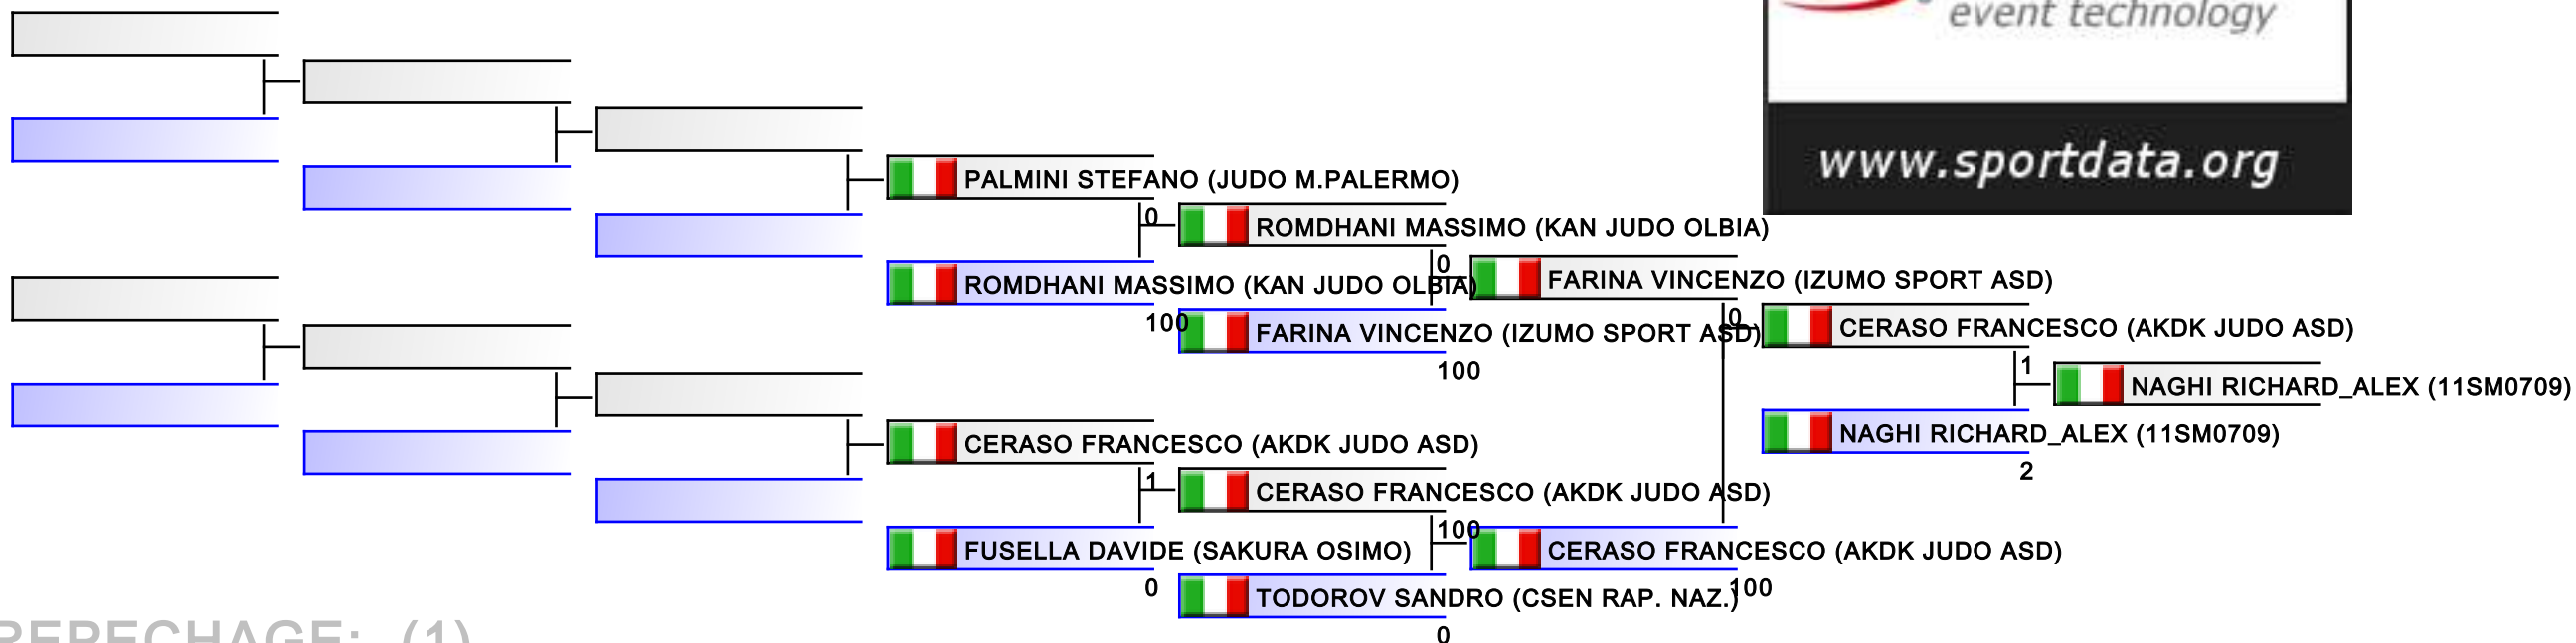 event technology
www.sportdata.org
PALMINI STEFANO (JUDO M.PALERMO)
0
ROMDHANI MASSIMO (KAN JUDO OLBIA)
ROMDHANI MASSIMO (KAN JUDO OLBIA)
100
0
FARINA VINCENZO (IZUMO SPORT ASD)
FARINA VINCENZO (IZUMO SPORT ASD)
100
0
CERASO FRANCESCO (AKDK JUDO ASD)
1
NAGHI RICHARD_ALEX (11SM0709)
NAGHI RICHARD_ALEX (11SM0709)
2
CERASO FRANCESCO (AKDK JUDO ASD)
1
CERASO FRANCESCO (AKDK JUDO ASD)
FUSELLA DAVIDE (SAKURA OSIMO)
0
100
CERASO FRANCESCO (AKDK JUDO ASD)
100
TODOROV SANDRO (CSEN RAP. NAZ.)
0
REPECHAGE: (1)